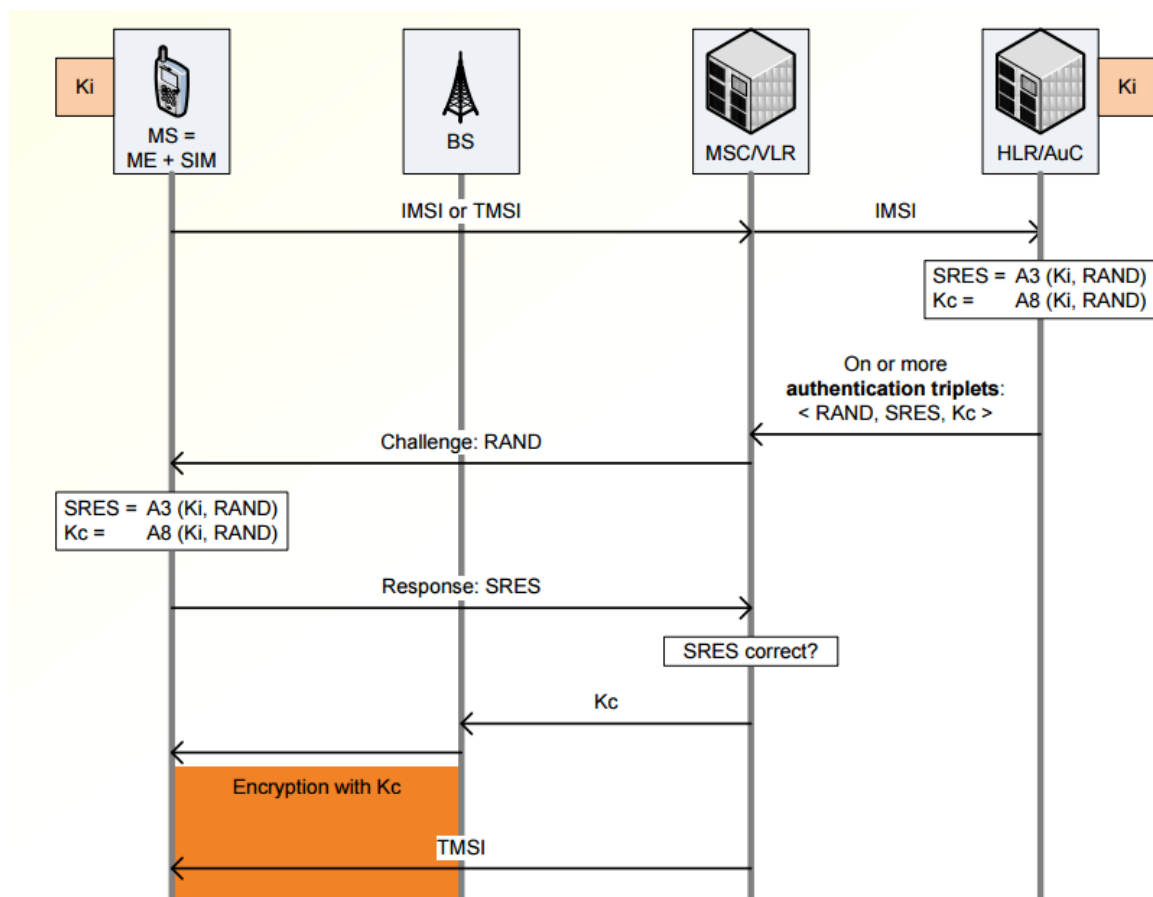 Ki
MS =
ME + SIM
BS
MSC/VLR
HLR/AuC
Ki
IMSI or TMSI
IMSI
SRES = A3 (Ki, RAND)
Kc = A8 (Ki, RAND)
On or more
authentication triplets:
< RAND, SRES, Kc >
Challenge: RAND
SRES = A3 (Ki, RAND)
Kc = A8 (Ki, RAND)
Response: SRES
SRES correct?
Kc
Encryption with Kc
TMSI